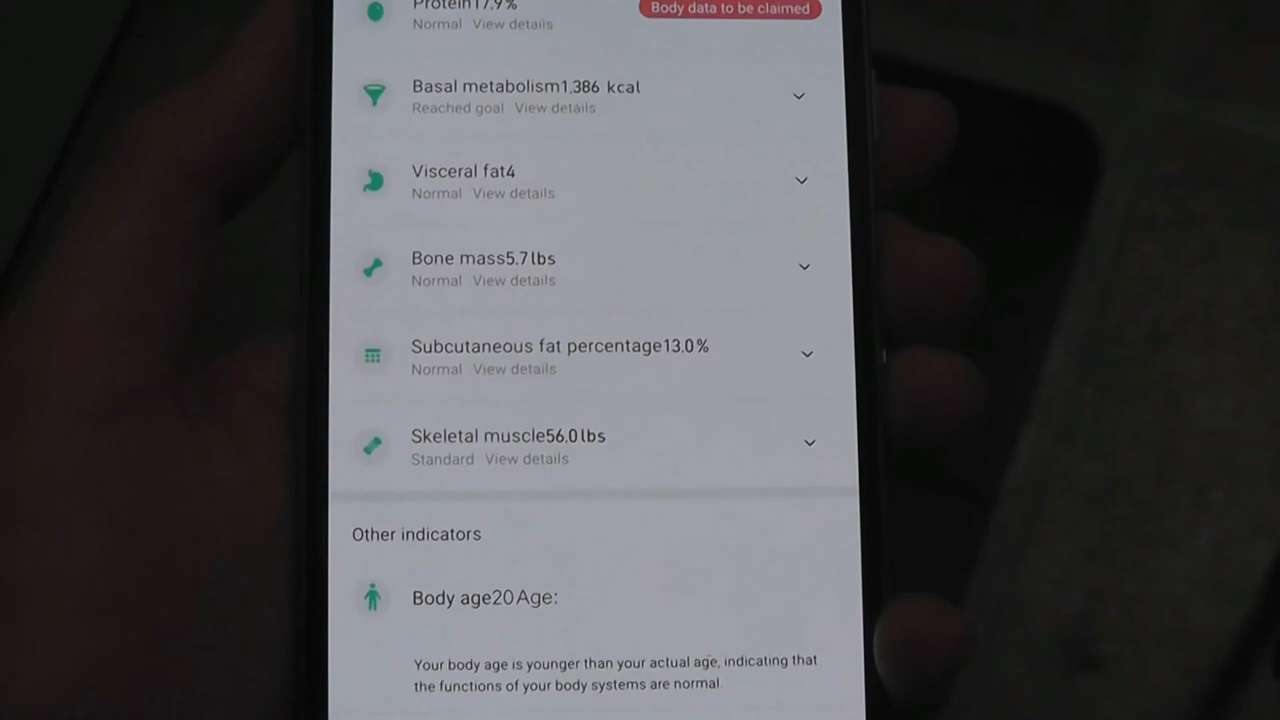 Protein17.9%
Body data to be claimed
Normal View details
Basal metabolism1,386 kcal
Reached goal View details
Visceral fat4
Normal View details
Bone mass5.7lbs
Normal View details
Subcutaneous fat percentage13.0%
Normal View details
Skeletal muscle56.0lbs
Standard View details
Other indicators
Body age20Age:
Your body age is younger than your actual age, indicating that
the functions of your body systems are normal.